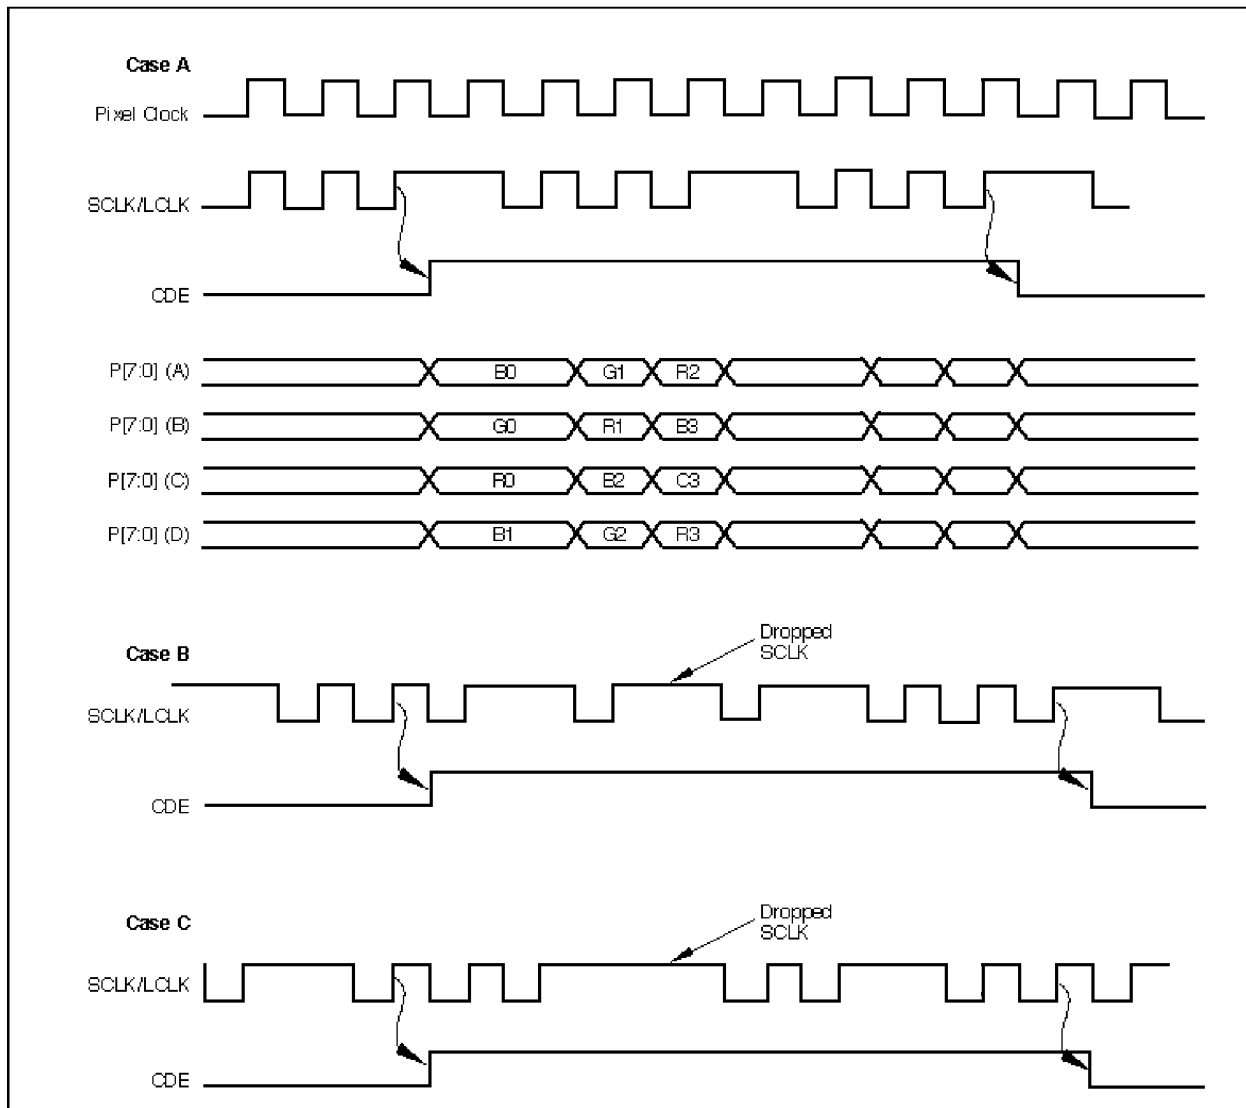 Case A
Pixel Clock
SCLK/LCLK
CDE
P[7:0] (A)
B0 G1 R2
P[7:0] (B)
G0 R1 B3
P[7:0] (C)
R0 B2 C3
P[7:0] (D)
B1 G2 R3
Case B
Dropped
SCLK
SCLK/LCLK
CDE
Case C
Dropped
SCLK
SCLK/LCLK
CDE